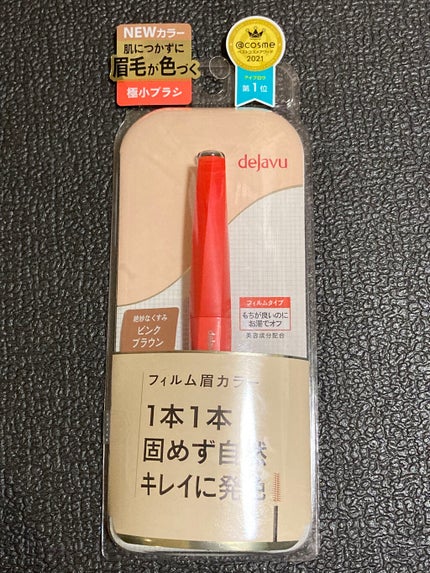 NEWカラー
肌につかずに
眉毛が色づく
極小ブラシ
@cosme
ベストコスメアワード
2021
アイブロウ
第1位
dejavu
絶妙なくすみ
ピンク
ブラウン
フィルムタイプ
もちが良いのに
お湯でオフ
美容成分配合
フィルム眉カラー
1本1本
固めず自然
キレイに発色